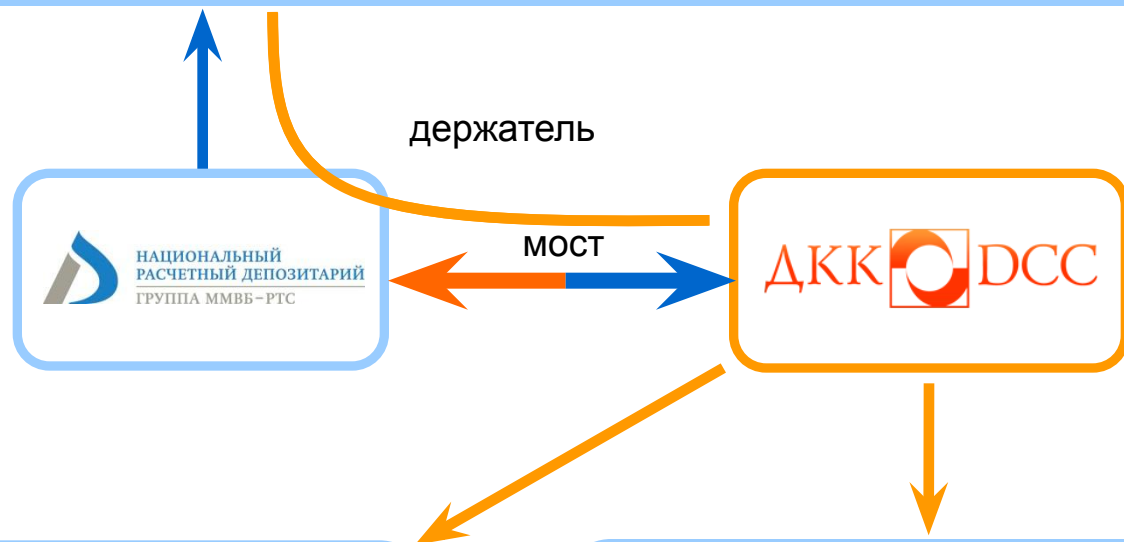 держатель
мост
НАЦИОНАЛЬНЫЙ
РАСЧЕТНЫЙ ДЕПОЗИТАРИЙ
ГРУППА ММВБ–РТС
ДКК DCC